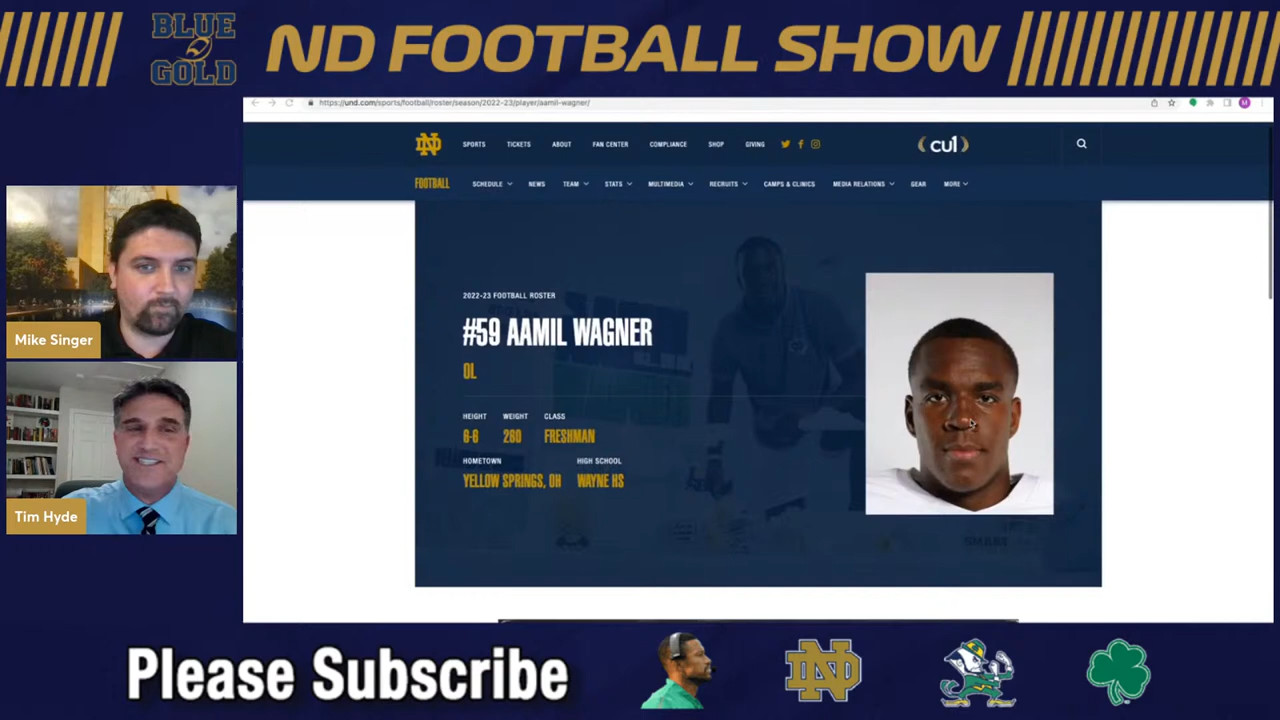 BLUE
GOLD
ND FOOTBALL SHOW
https://und.com/sports/football/roster/season/2022-23/player/aamil-wagner/
M
ND
SPORTS TICKETS ABOUT FAN CENTER COMPLIANCE SHOP GIVING
cu1
FOOTBALL SCHEDULE NEWS TEAM STATS MULTIMEDIA RECRUITS CAMPS & CLINICS MEDIA RELATIONS GEAR MORE
2022-23 FOOTBALL ROSTER
#59 AAMIL WAGNER
OL
HEIGHT WEIGHT CLASS
6-6 260 FRESHMAN
HOMETOWN HIGH SCHOOL
YELLOW SPRINGS, OH WAYNE HS
Mike Singer
Tim Hyde
Please Subscribe
ND